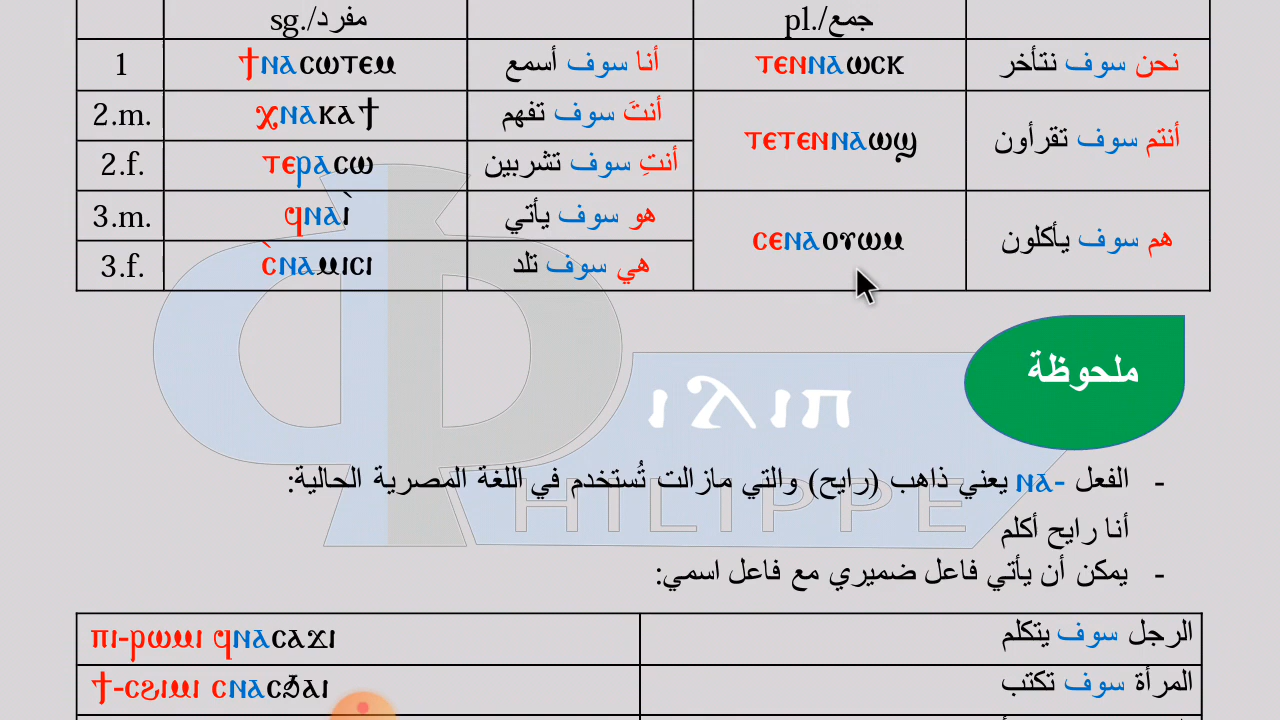 مفرد/.sg جمع/.pl
1 ϯⲛⲁⲥⲱⲧⲉⲙ أنا سوف أسمع ⲧⲉⲛⲛⲁⲱⲥⲕ نحن سوف نتأخر
2.m. ⲭⲛⲁⲕⲁϯ أنتَ سوف تفهم ⲧⲉⲧⲉⲛⲛⲁⲱϣ أنتم سوف تقرأون
2.f. ⲧⲉⲣⲁⲥⲱ أنتِ سوف تشربين
3.m. ϥⲛⲁⲓ̀ هو سوف يأتي ⲥⲉⲛⲁⲟⲩⲱⲙ هم سوف يأكلون
3.f. ⲥ̀ⲛⲁⲙⲓⲥⲓ هي سوف تلد
ملحوظة
ⲓⲗⲓⲡ
- الفعل ⲛⲁ- يعني ذاهب (رايح) والتي مازالت تُستخدم في اللغة المصرية الحالية:
HILIPPE
أنا رايح أكلم
- يمكن أن يأتي فاعل ضميري مع فاعل اسمي:
ⲡⲓ-ⲣⲱⲙⲓ ϥⲛⲁⲥⲁϫⲓ الرجل سوف يتكلم
ϯ-ⲥϩⲓⲙⲓ ⲥⲛⲁⲥϧⲁⲓ المرأة سوف تكتب